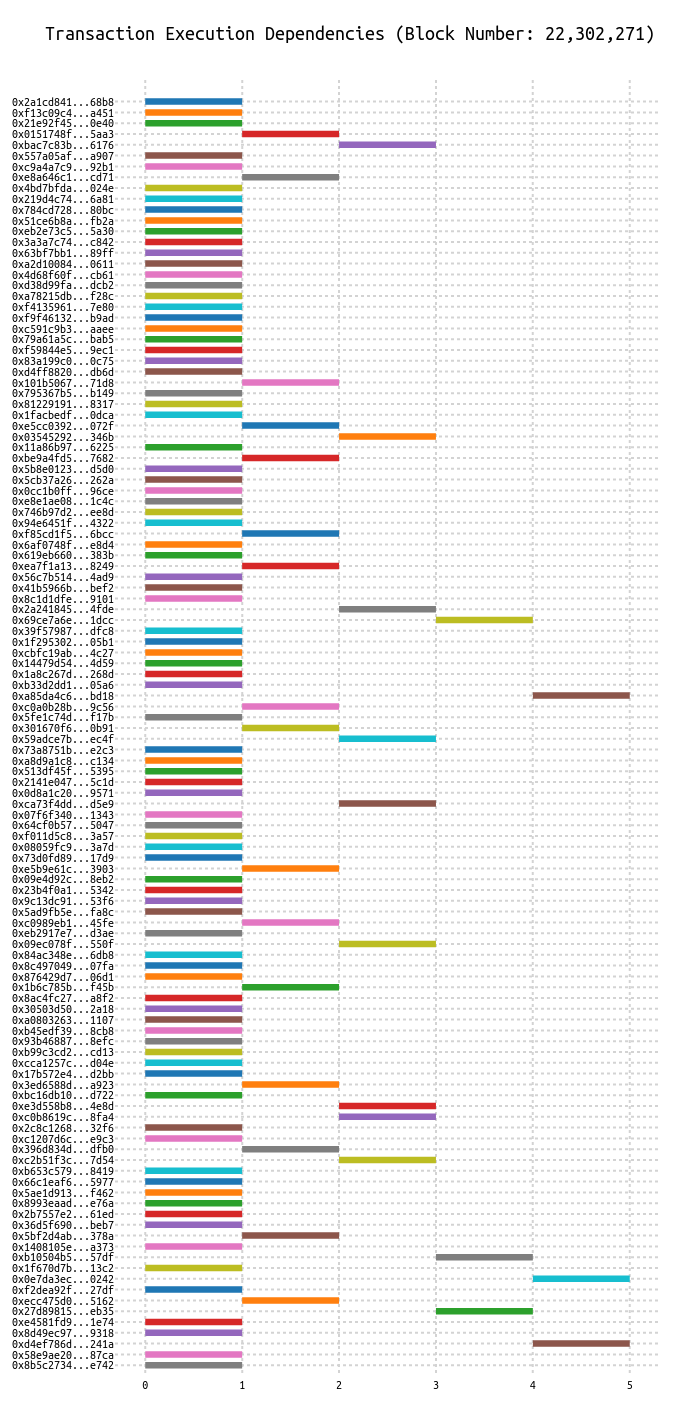 Transaction Execution Dependencies (Block Number: 22,302,271)
0x2a1cd841...68b8
0xf13c09c4...a451
0x21e92f45...0e40
0x0151748f...5aa3
0xbac7c83b...6176
0x557a05af...a907
0xc9a4a7c9...92b1
0xe8a646c1...cd71
0x4bd7bfda...024e
0x219d4c74...6a81
0x784cd728...80bc
0x51ce6b8a...fb2a
0xeb2e73c5...5a30
0x3a3a7c74...c842
0x63bf7bb1...89ff
0xa2d10084...0611
0x4d68f60f...cb61
0xd38d99fa...dcb2
0xa78215db...f28c
0xf4135961...7e80
0xf9f46132...b9ad
0xc591c9b3...aaee
0x79a61a5c...bab5
0xf59844e5...9ec1
0x83a199c0...0c75
0xd4ff8820...db6d
0x101b5067...71d8
0x795367b5...b149
0x81229191...8317
0x1facbedf...0dca
0xe5cc0392...072f
0x03545292...346b
0x11a86b97...6225
0xbe9a4fd5...7682
0x5b8e0123...d5d0
0x5cb37a26...262a
0x0cc1b0ff...96ce
0xe8e1ae08...1c4c
0x746b97d2...ee8d
0x94e6451f...4322
0xf85cd1f5...6bcc
0x6af0748f...e8d4
0x619eb660...383b
0xea7f1a13...8249
0x56c7b514...4ad9
0x41b5966b...bef2
0x8c1d1dfe...9101
0x2a241845...4fde
0x69ce7a6e...1dcc
0x39f57987...dfc8
0x1f295302...05b1
0xcbfc19ab...4c27
0x14479d54...4d59
0x1a8c267d...268d
0xb33d2dd1...05a6
0xa85da4c6...bd18
0xc0a0b28b...9c56
0x5fe1c74d...f17b
0x301670f6...0b91
0x59adce7b...ec4f
0x73a8751b...e2c3
0xa8d9a1c8...c134
0x513df45f...5395
0x2141e047...5c1d
0x0d8a1c20...9571
0xca73f4dd...d5e9
0x07f6f340...1343
0x64cf0b57...5047
0xf011d5c8...3a57
0x08059fc9...3a7d
0x73d0fd89...17d9
0xe5b9e61c...3903
0x09e4d92c...8eb2
0x23b4f0a1...5342
0x9c13dc91...53f6
0x5ad9fb5e...fa8c
0xc0989eb1...45fe
0xeb2917e7...d3ae
0x09ec078f...550f
0x84ac348e...6db8
0x8c497049...07fa
0x876429d7...06d1
0x1b6c785b...f45b
0x8ac4fc27...a8f2
0x30503d50...2a18
0xa0803263...1107
0xb45edf39...8cb8
0x93b46887...8efc
0xb99c3cd2...cd13
0xcca1257c...d04e
0x17b572e4...d2bb
0x3ed6588d...a923
0xbc16db10...d722
0xe3d558b8...4e8d
0xc0b8619c...8fa4
0x2c8c1268...32f6
0xc1207d6c...e9c3
0x396d834d...dfb0
0xc2b51f3c...7d54
0xb653c579...8419
0x66c1eaf6...5977
0x5ae1d913...f462
0x8993eaad...e76a
0x2b7557e2...61ed
0x36d5f690...beb7
0x5bf2d4ab...378a
0x1408105e...a373
0xb10504b5...57df
0x1f670d7b...13c2
0x0e7da3ec...0242
0xf2dea92f...27df
0xecc475d0...5162
0x27d89815...eb35
0xe4581fd9...1e74
0x8d49ec97...9318
0xd4ef786d...241a
0x58e9ae20...87ca
0x8b5c2734...e742
0 1 2 3 4 5